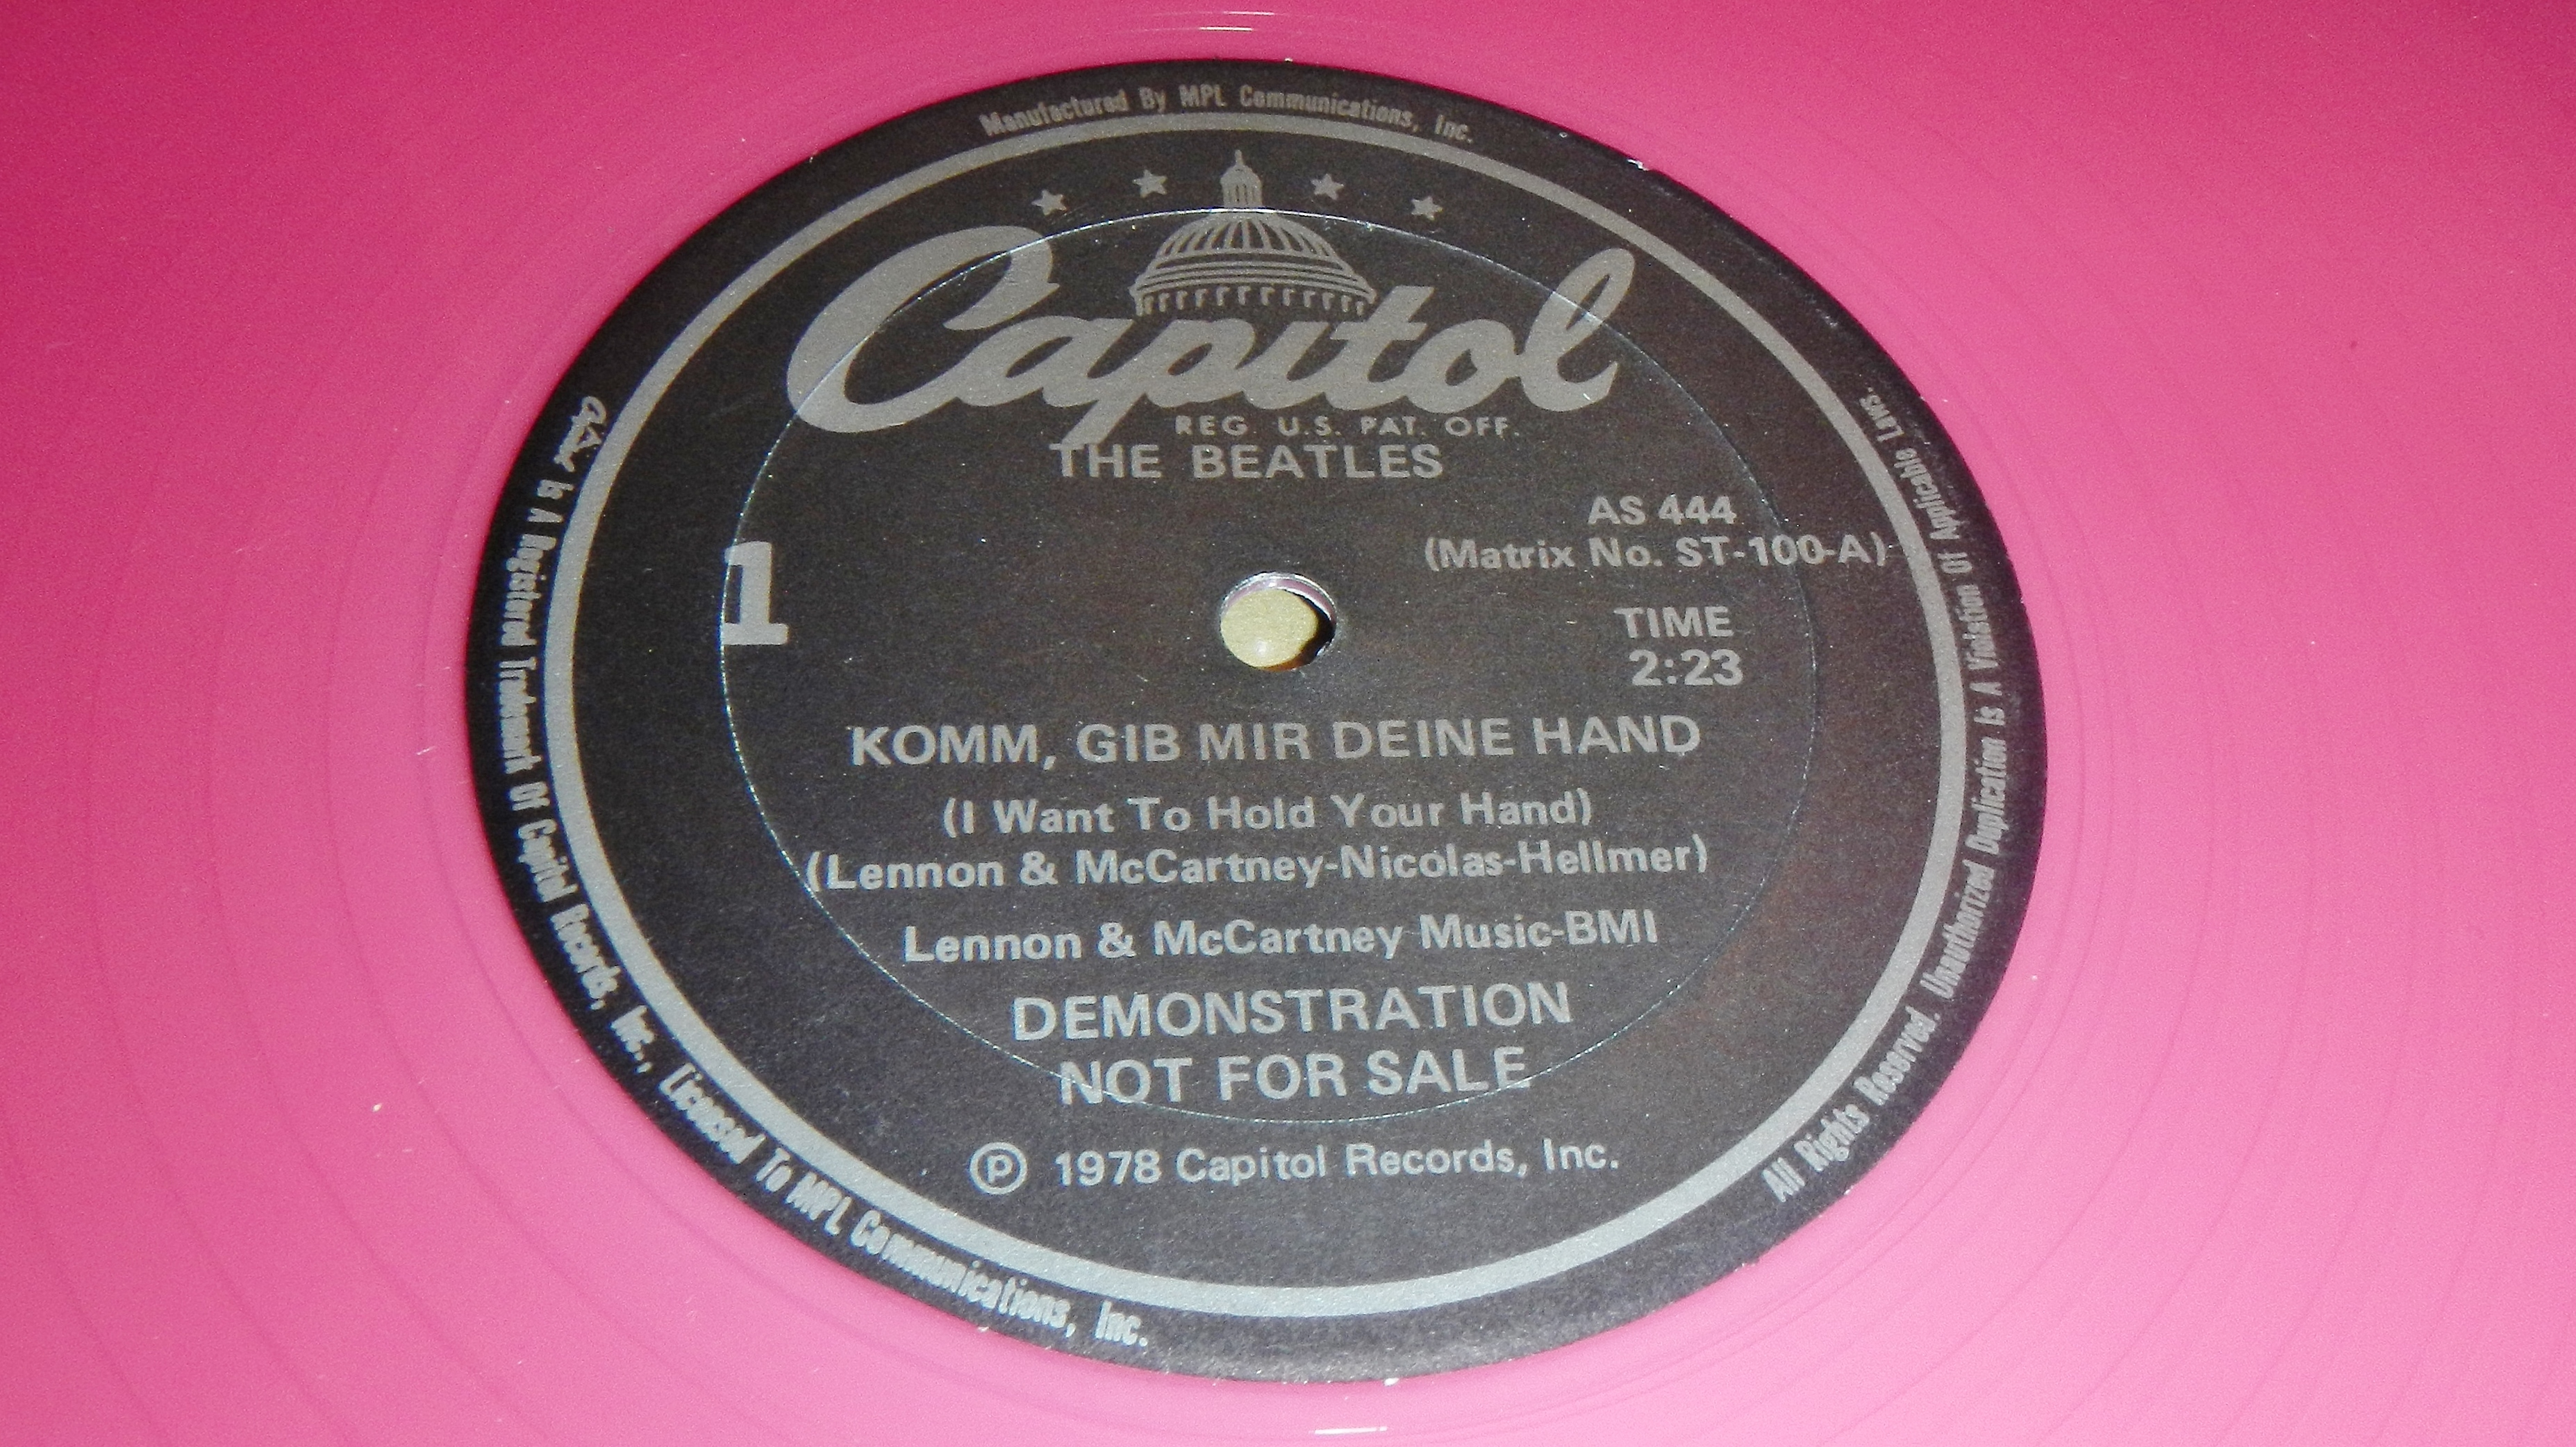 Manufactured By MPL Communications, Inc.
Capitol
REG. U.S. PAT. OFF.
THE BEATLES
AS 444
(Matrix No. ST-100-A)
1
TIME
2:23
KOMM, GIB MIR DEINE HAND
(I Want To Hold Your Hand)
(Lennon & McCartney-Nicolas-Hellmer)
Lennon & McCartney Music-BMI
DEMONSTRATION
NOT FOR SALE
℗ 1978 Capitol Records, Inc.
Capitol Is A Registered Trademark Of Capitol Records, Inc., Licensed To MPL Communications, Inc.
All Rights Reserved. Unauthorized Duplication Is A Violation Of Applicable Laws.